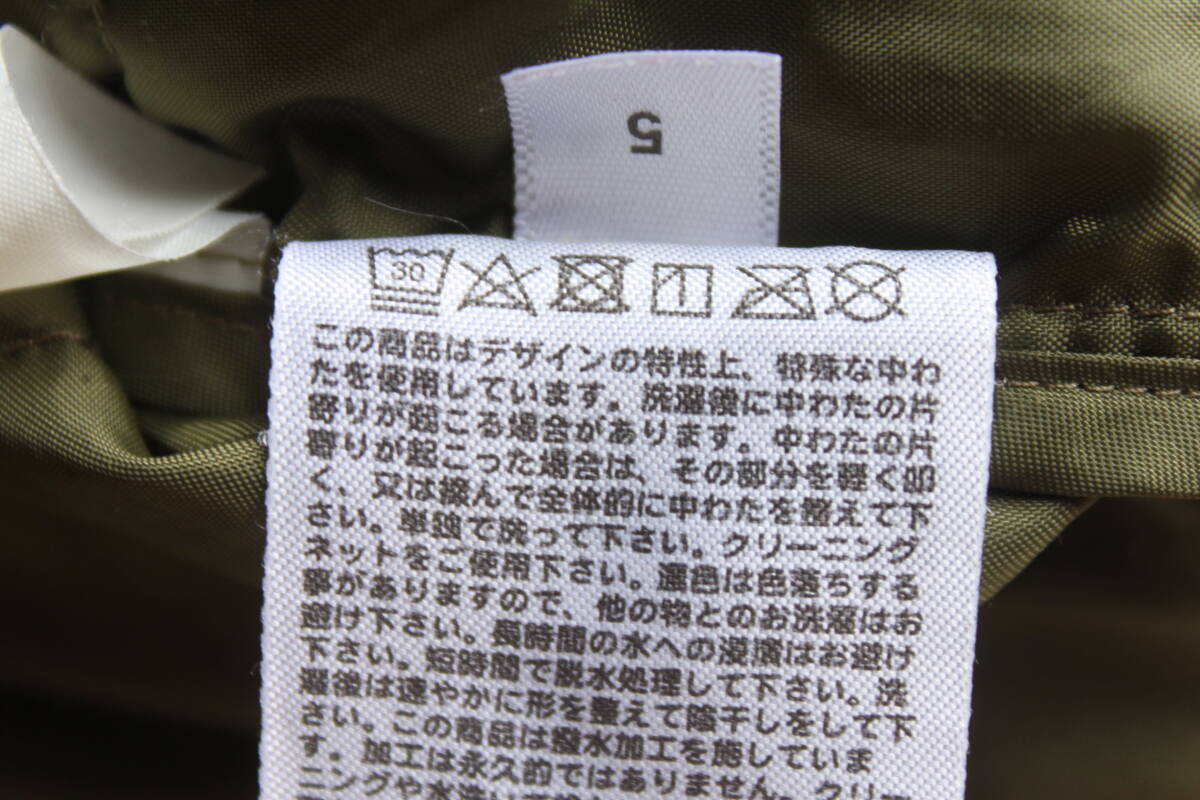 5
30
この商品はデザインの特性上、特殊な中わ
たを使用しています。洗濯後に中わたの片
寄りが起こる場合があります。中わたの片
寄りが起こった場合は、その部分を軽く叩
く、又は揉んで全体的に中わたを整えて下
さい。単独で洗って下さい。クリーニング
ネットをご使用下さい。濃色は色落ちする
事がありますので、他の物とのお洗濯はお
避け下さい。長時間の水への浸漬はお避け
下さい。短時間で脱水処理して下さい。洗
濯後は速やかに形を整えて陰干しをして下
さい。この商品は撥水加工を施していま
す。加工は永久的ではありません。クリー
ニングや水洗い